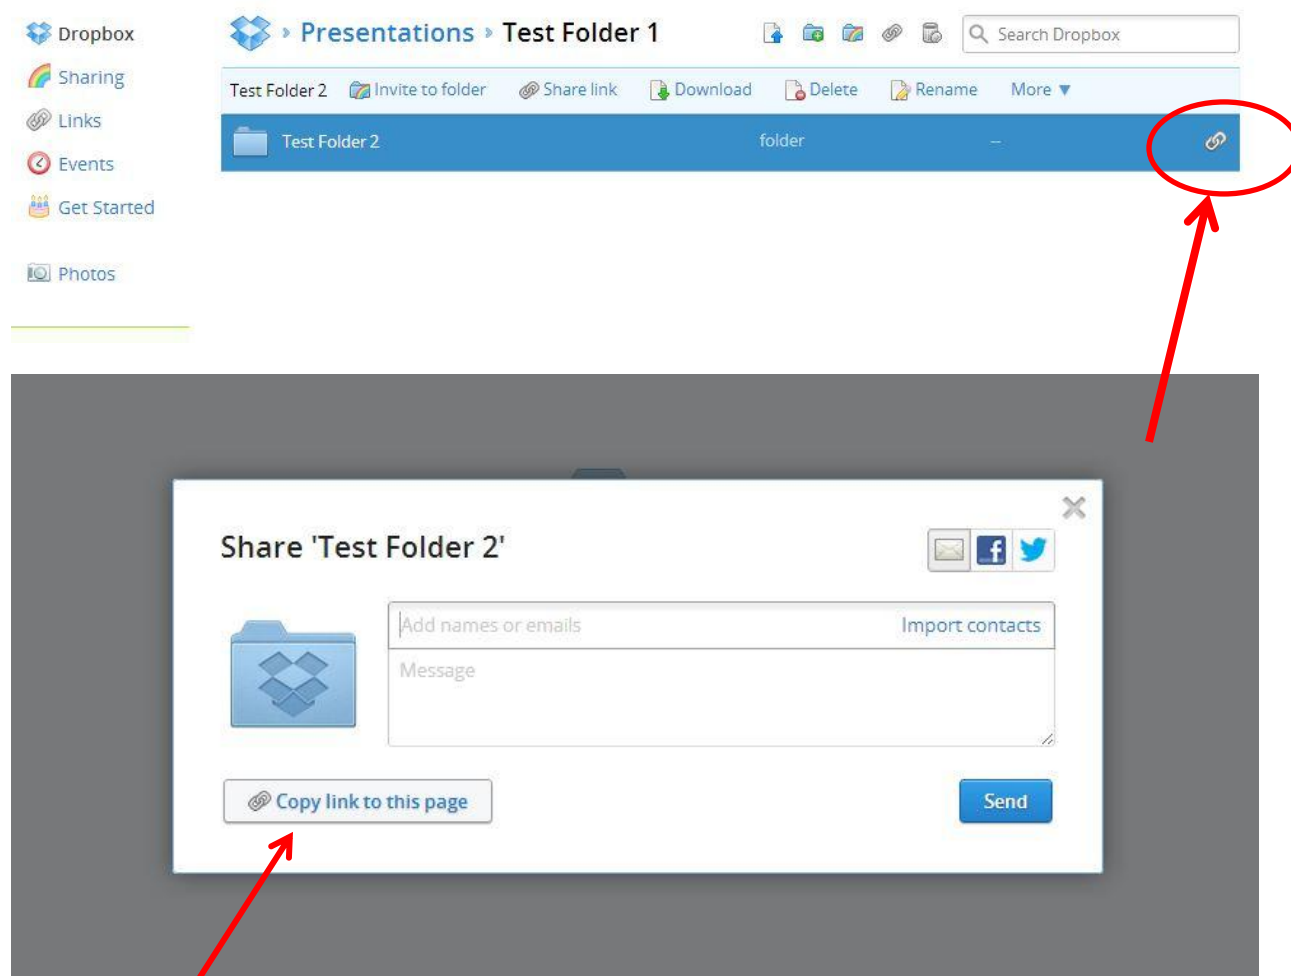 Dropbox
Sharing
Links
Events
Get Started
Photos
Presentations Test Folder 1
Search Dropbox
Test Folder 2 Invite to folder Share link Download Delete Rename More
Test Folder 2 folder --
Share 'Test Folder 2'
Add names or emails Import contacts
Message
Copy link to this page Send